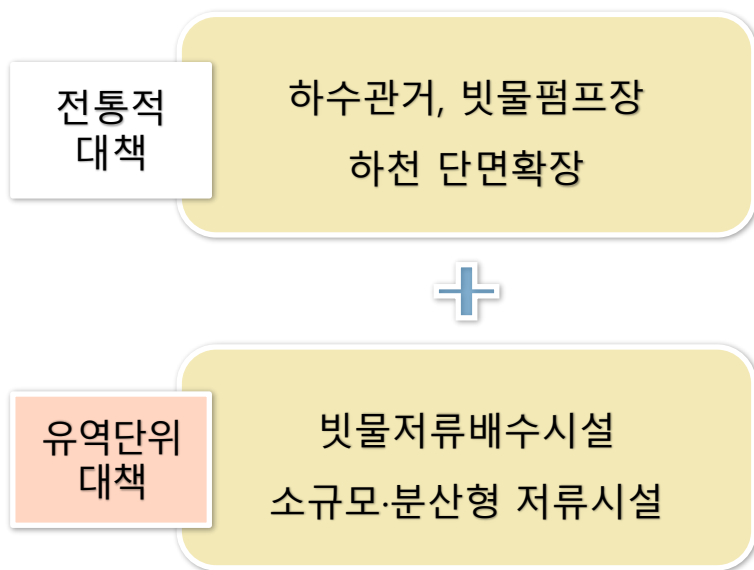 전통적
대책
하수관거, 빗물펌프장
하천 단면확장
유역단위
대책
빗물저류배수시설
소규모·분산형 저류시설